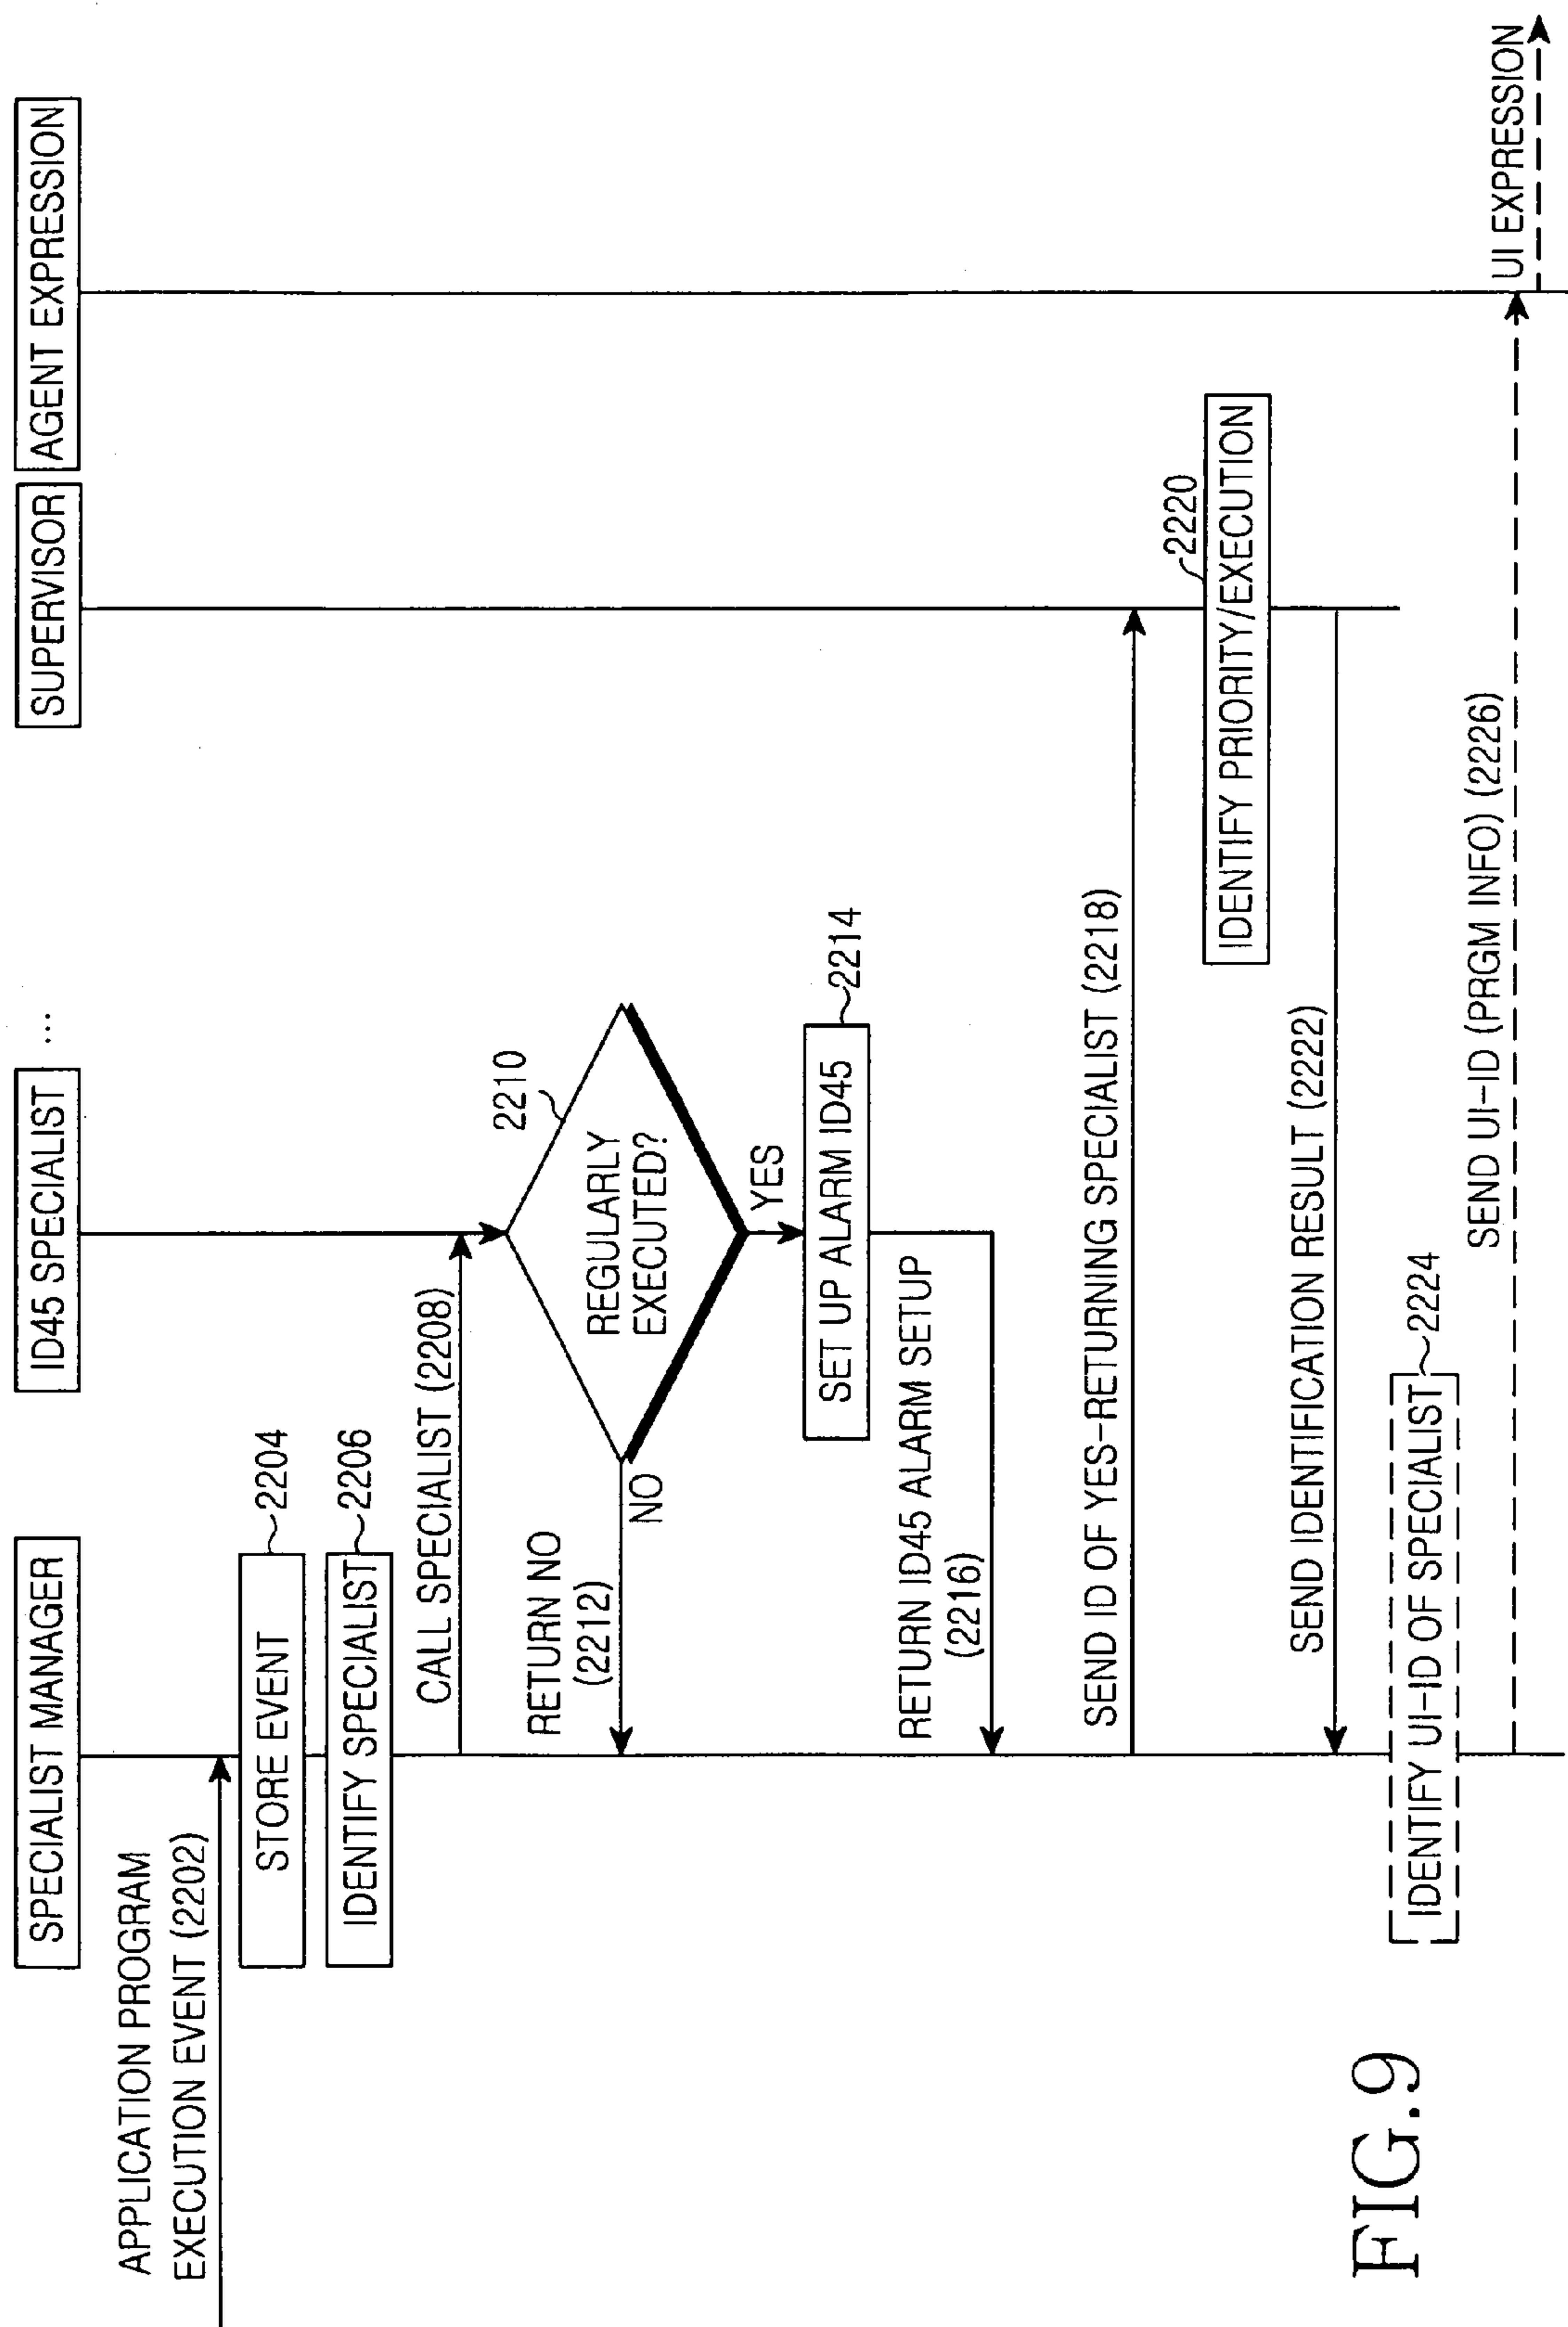 SPECIALIST MANAGER
ID45 SPECIALIST
...
SUPERVISOR
AGENT EXPRESSION
APPLICATION PROGRAM
EXECUTION EVENT (2202)
STORE EVENT
2204
IDENTIFY SPECIALIST
2206
CALL SPECIALIST (2208)
2210
REGULARLY
EXECUTED?
RETURN NO
(2212)
NO
YES
SET UP ALARM ID45
2214
RETURN ID45 ALARM SETUP
(2216)
SEND ID OF YES-RETURNING SPECIALIST (2218)
2220
IDENTIFY PRIORITY/EXECUTION
SEND IDENTIFICATION RESULT (2222)
IDENTIFY UI-ID OF SPECIALIST
2224
SEND UI-ID (PRGM INFO) (2226)
UI EXPRESSION
FIG.9